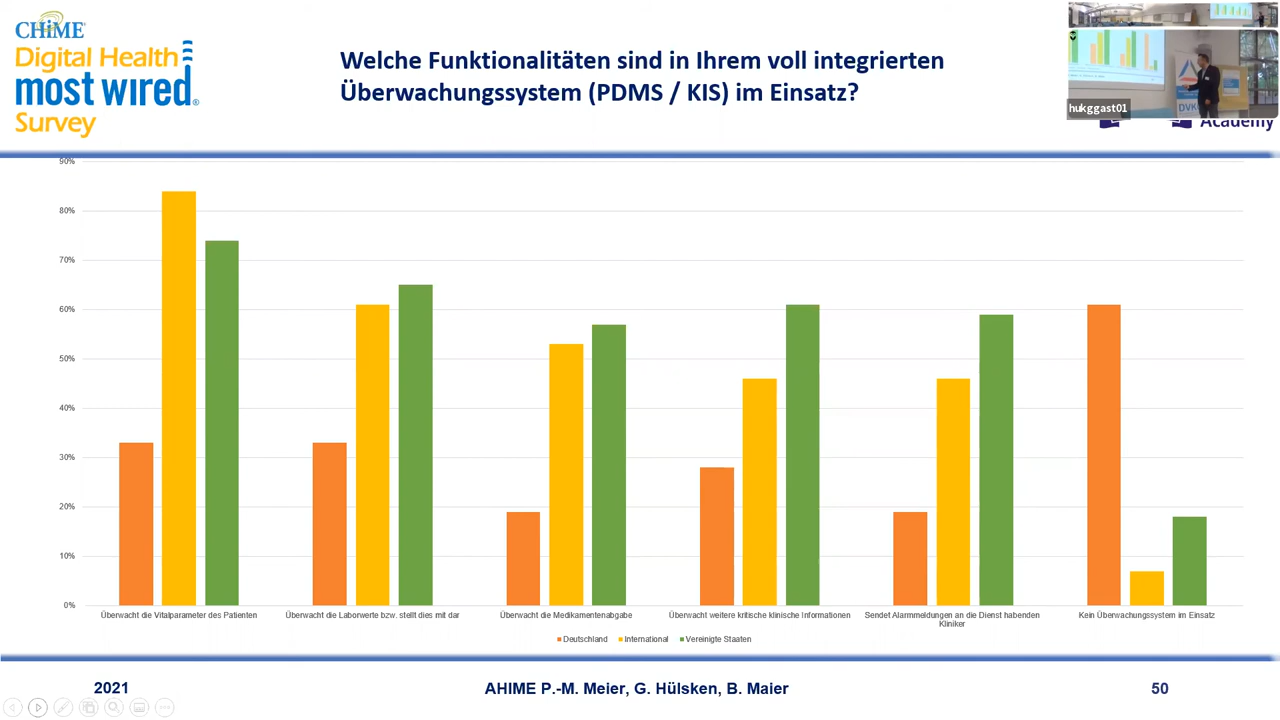 CHiME
Digital Health
most wired
Survey
Welche Funktionalitäten sind in Ihrem voll integrierten
Überwachungssystem (PDMS / KIS) im Einsatz?
DVKC
hukggast01
Academy
90%
80%
70%
60%
50%
40%
30%
20%
10%
0%
Überwacht die Vitalparameter des Patienten
Überwacht die Laborwerte bzw. stellt dies mit dar
Überwacht die Medikamentenabgabe
Überwacht weitere kritische klinische Informationen
Sendet Alarmmeldungen an die Dienst habenden
Kliniker
Kein Überwachungssystem im Einsatz
Deutschland International Vereinigte Staaten
2021
AHIME P.-M. Meier, G. Hülsken, B. Maier
50